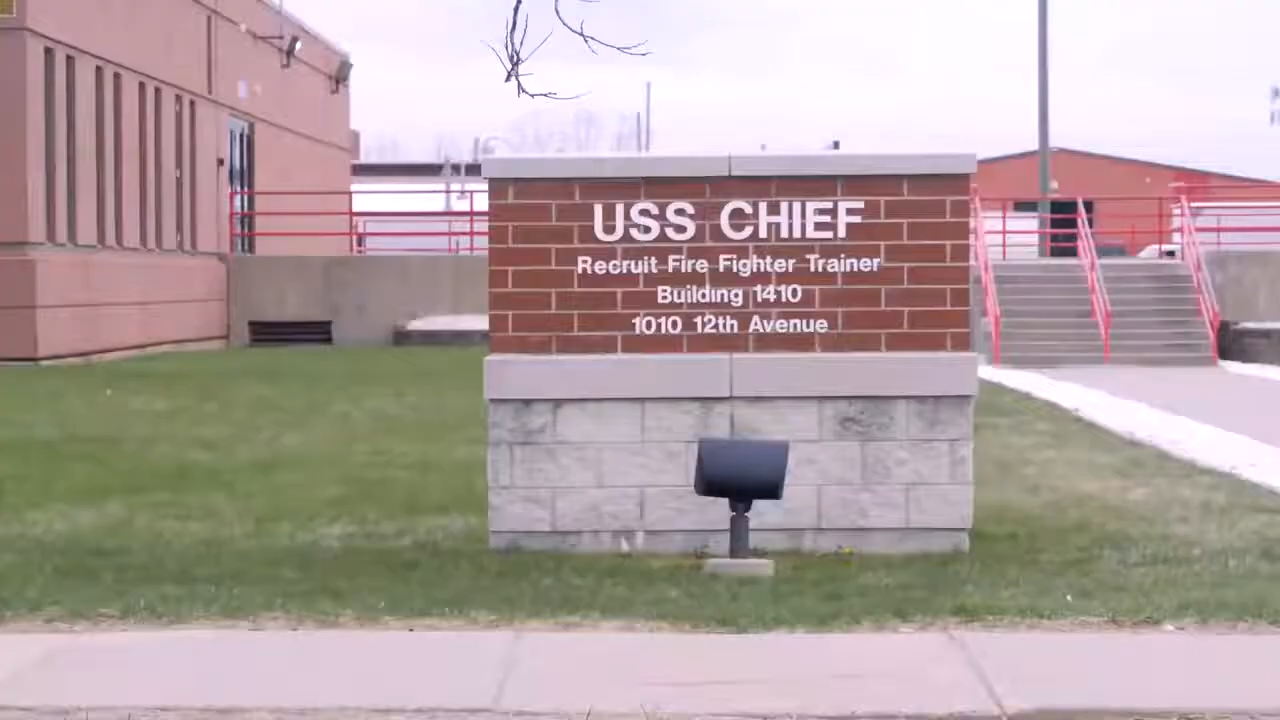 USS CHIEF
Recruit Fire Fighter Trainer
Building 1410
1010 12th Avenue